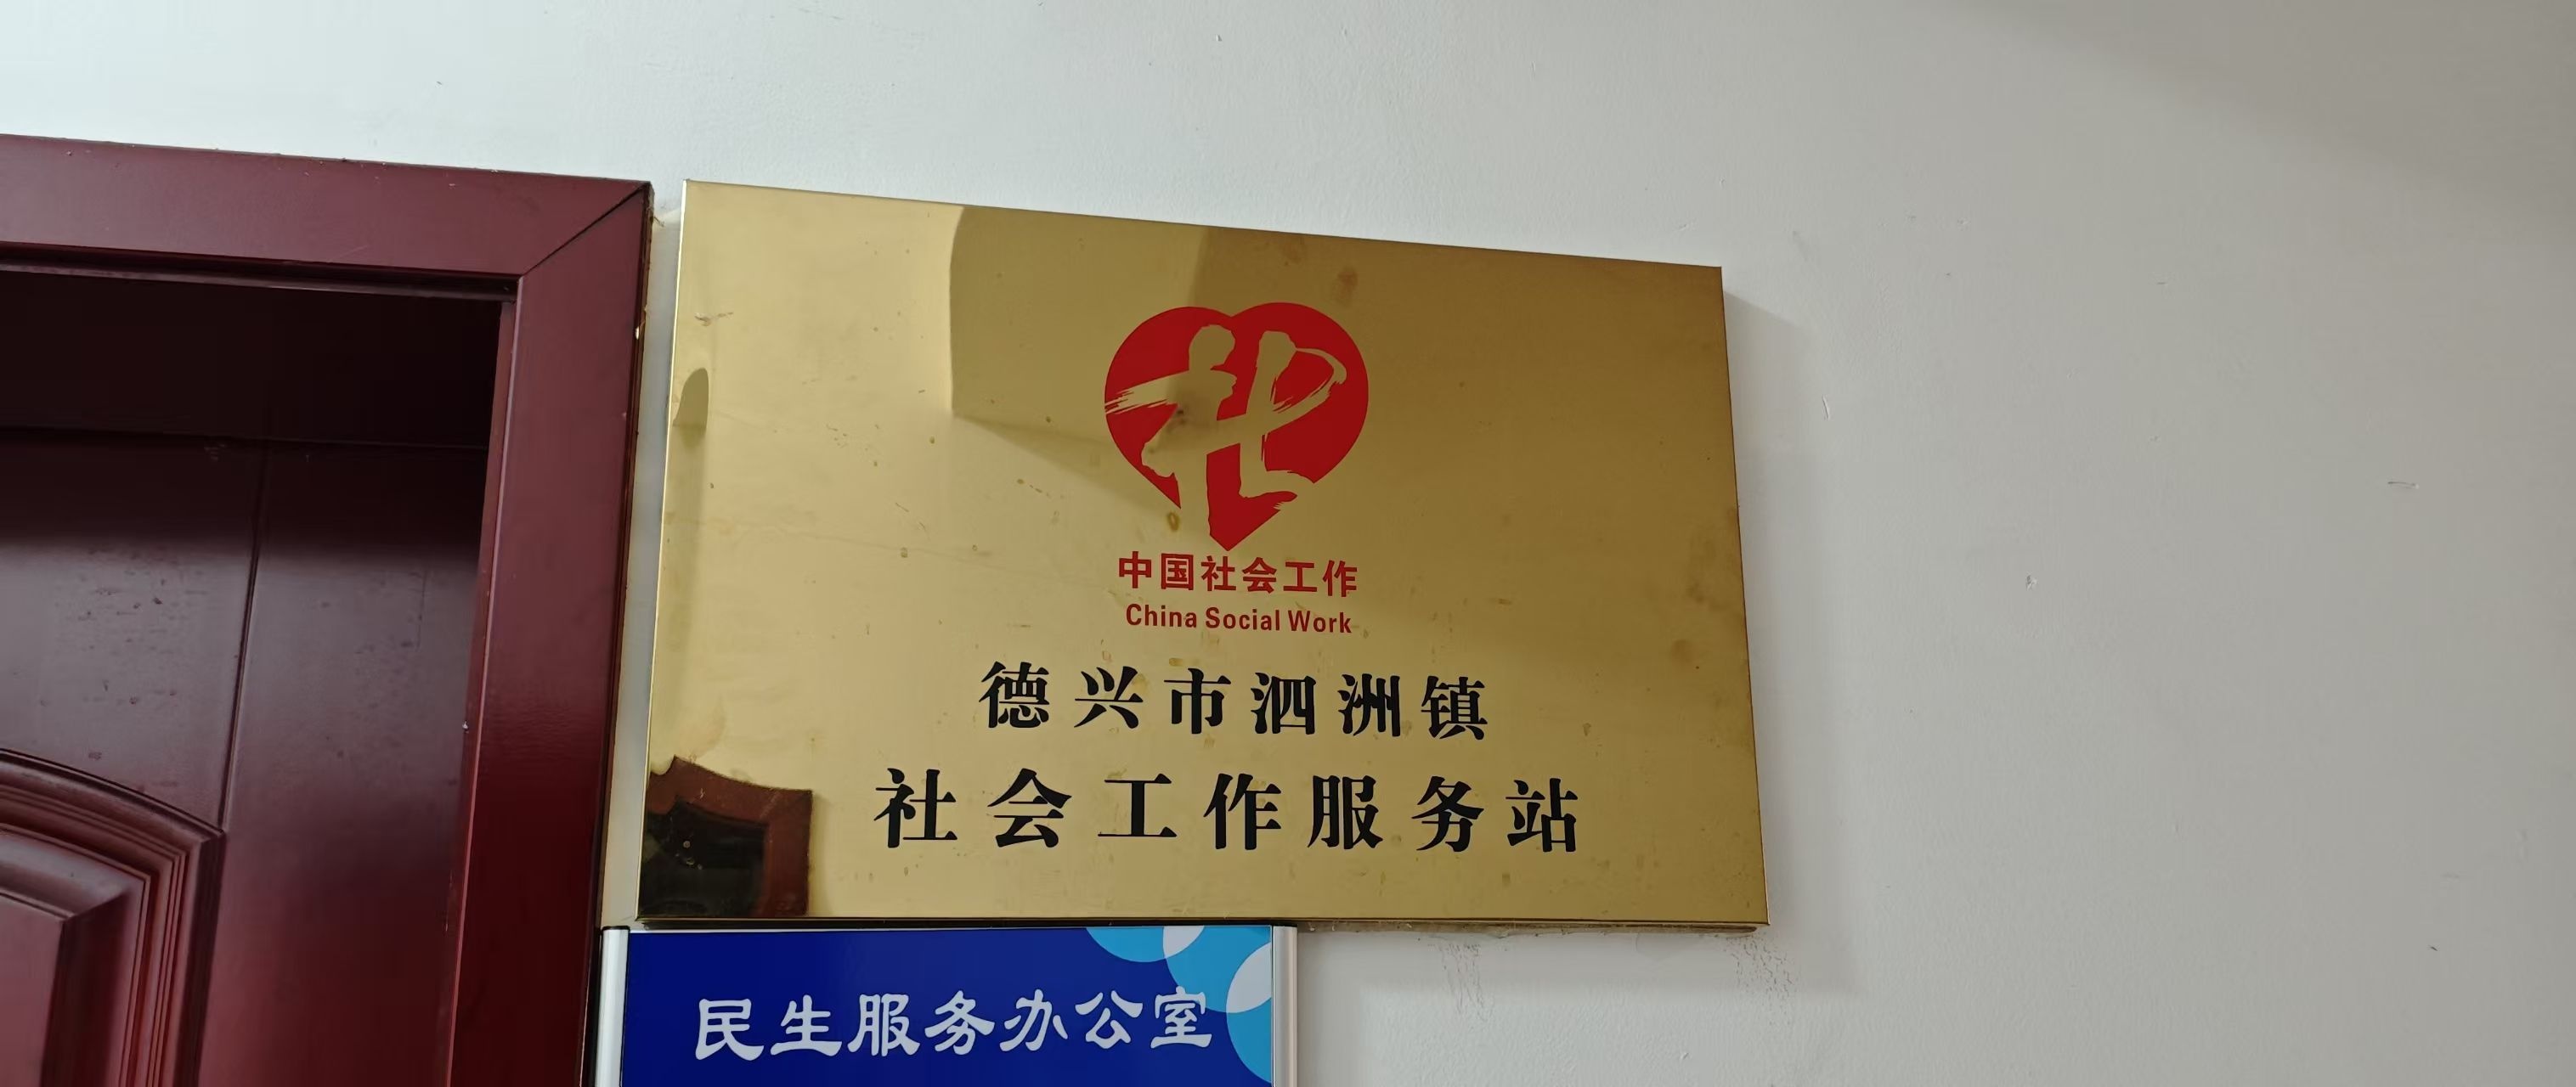 社
中国社会工作
China Social Work
德兴市泗洲镇
社会工作服务站
民生服务办公室